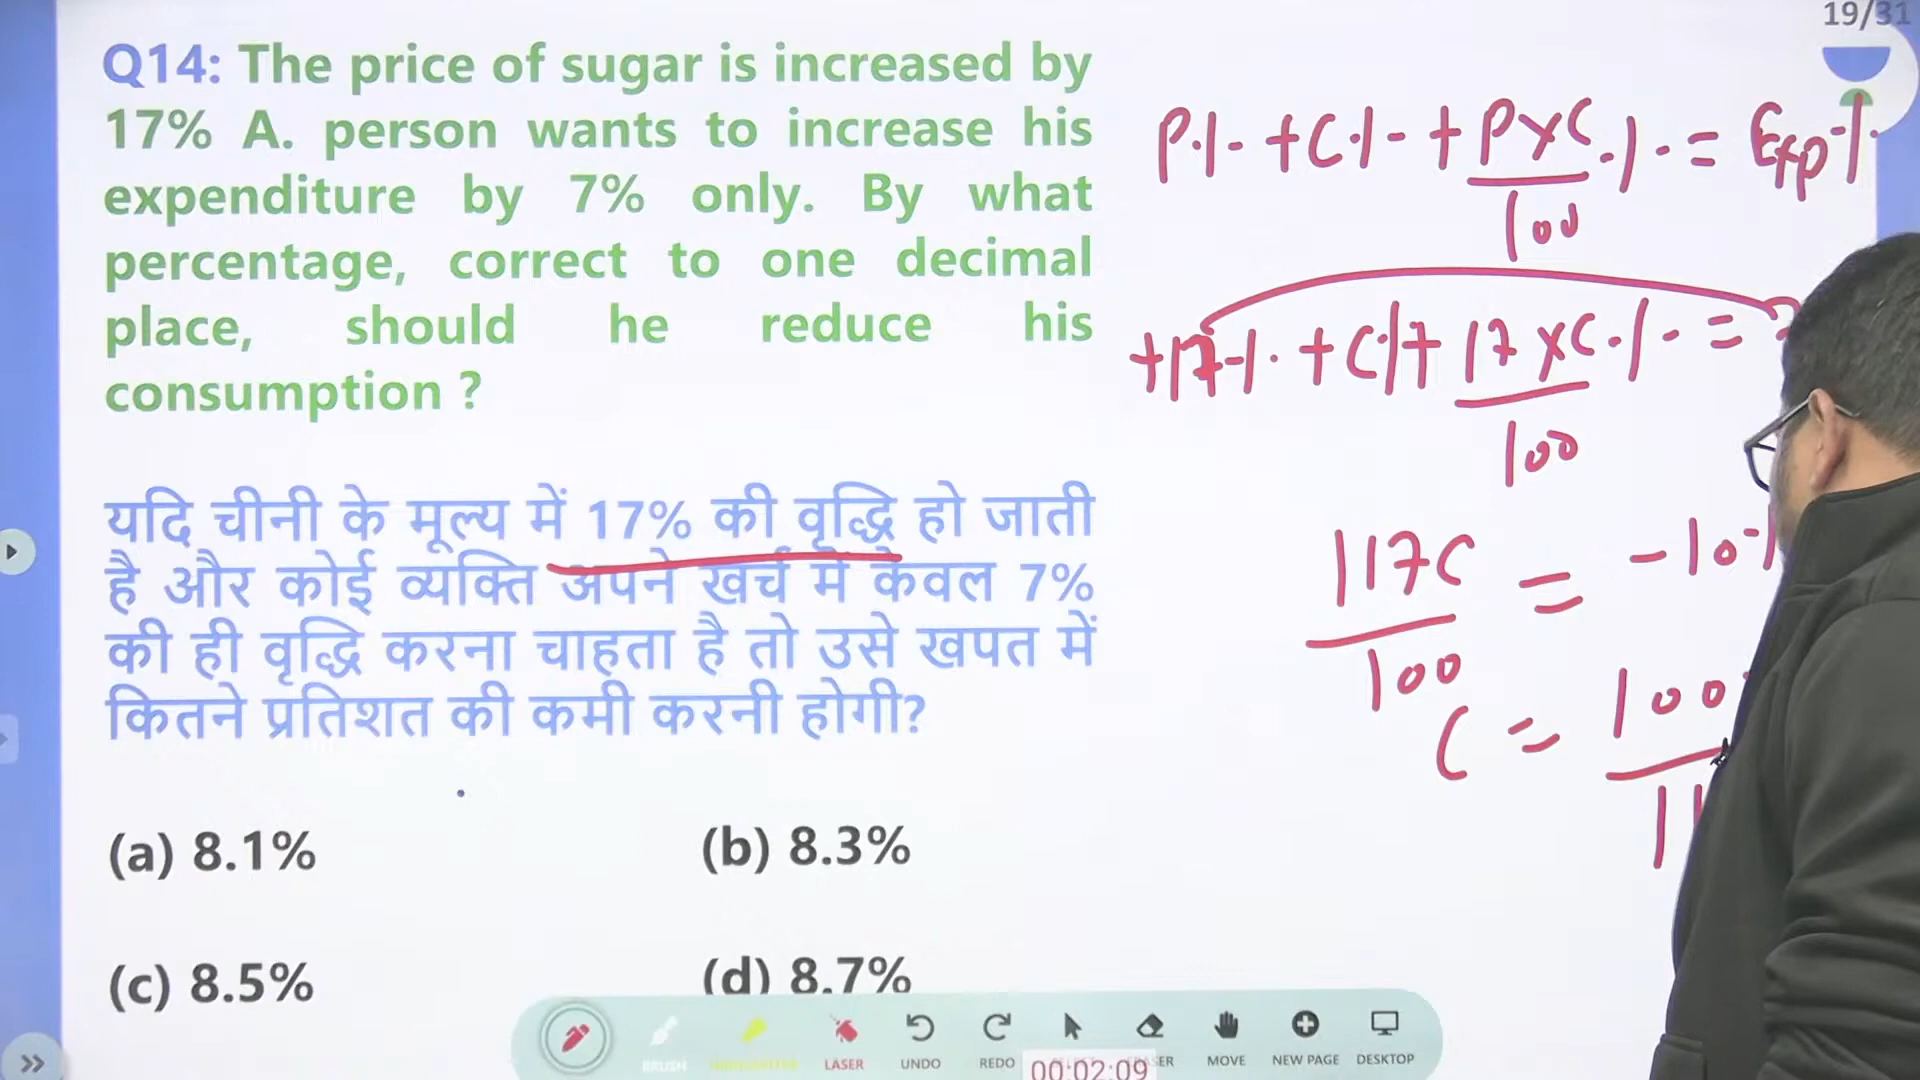 19/31
Q14: The price of sugar is increased by
17% A. person wants to increase his
expenditure by 7% only. By what
percentage, correct to one decimal
place, should he reduce his
consumption ?
यदि चीनी के मूल्य में 17% की वृद्धि हो जाती
है और कोई व्यक्ति अपने खर्च में केवल 7%
की ही वृद्धि करना चाहता है तो उसे खपत में
कितने प्रतिशत की कमी करनी होगी?
(a) 8.1%
(b) 8.3%
(c) 8.5%
(d) 8.7%
P% + C% + P×C/100 % = Exp%
+17% + C% + 17×C/100 % =
117C/100 = -10%
C = 100
LASER
UNDO
REDO
MOVE
NEW PAGE
DESKTOP
BRUSH
00:02:09